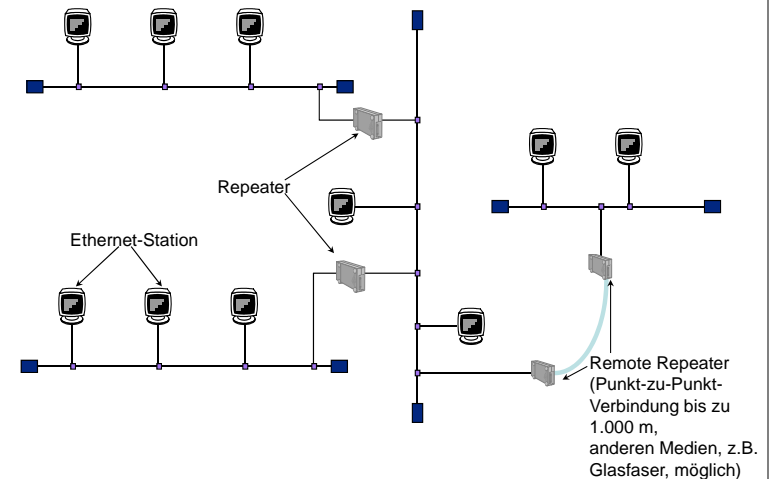 Repeater
Ethernet-Station
Remote Repeater
(Punkt-zu-Punkt-
Verbindung bis zu
1.000 m,
anderen Medien, z.B.
Glasfaser, möglich)